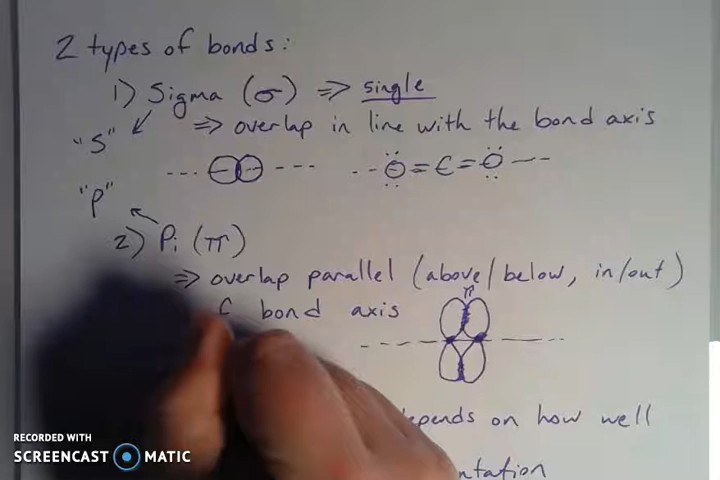 2 types of bonds:
1) Sigma (σ) ⇒ single
⇒ overlap in line with the bond axis
"S"
O = C = O
"P"
2) Pi (π)
⇒ overlap parallel (above/below, in/out)
bond axis
π
depends on how well
ntation
RECORDED WITH
SCREENCAST MATIC